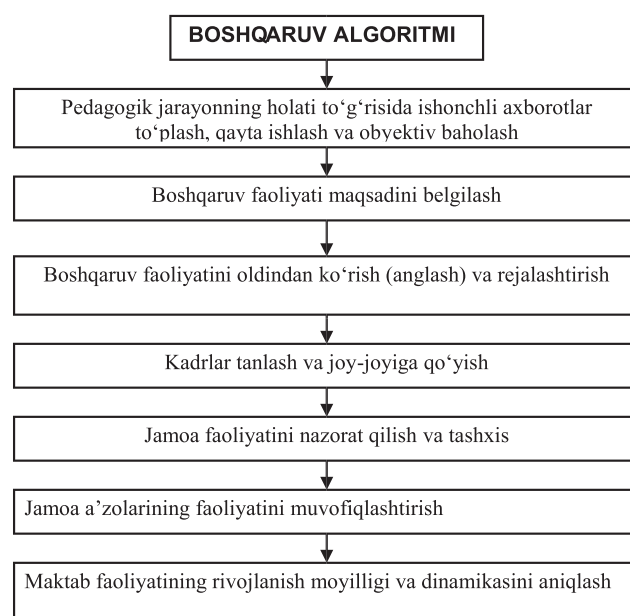 BOSHQARUV ALGORITMI
Pedagogik jarayonning holati to‘g‘risida ishonchli axborotlar
to‘plash, qayta ishlash va obyektiv baholash
Boshqaruv faoliyati maqsadini belgilash
Boshqaruv faoliyatini oldindan ko‘rish (anglash) va rejalashtirish
Kadrlar tanlash va joy-joyiga qo‘yish
Jamoa faoliyatini nazorat qilish va tashxis
Jamoa a’zolarining faoliyatini muvofiqlashtirish
Maktab faoliyatining rivojlanish moyilligi va dinamikasini aniqlash